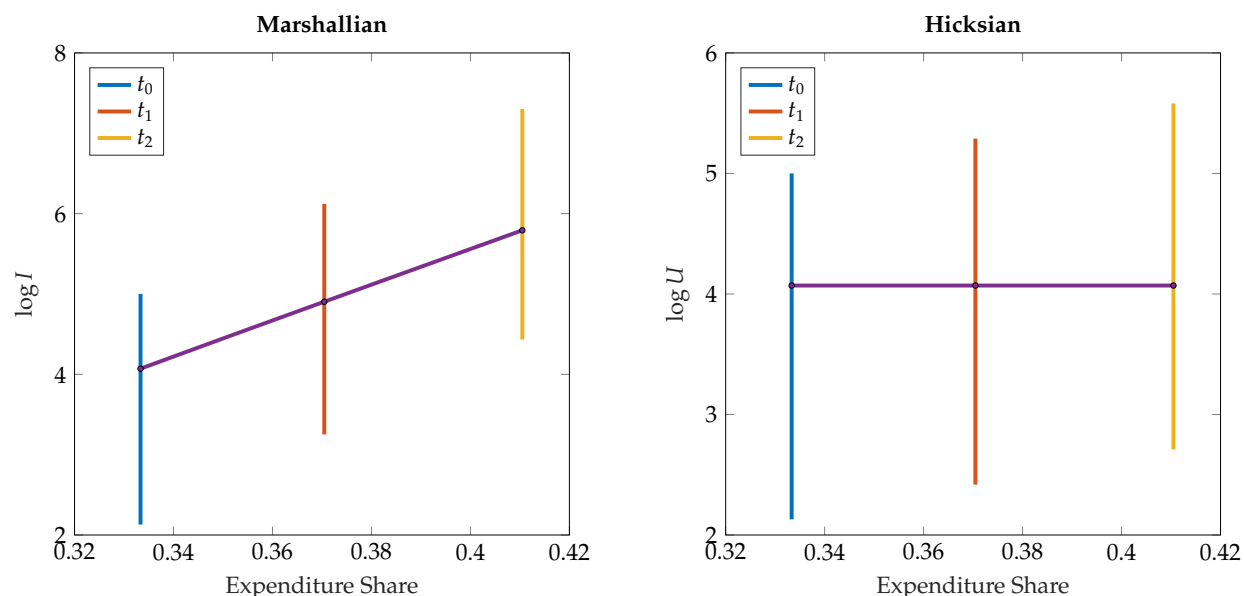 Marshallian
8
t₀
t₁
t₂
6
4
2
log I
0.32 0.34 0.36 0.38 0.4 0.42
Expenditure Share
Hicksian
6
t₀
t₁
t₂
5
4
3
2
log U
0.32 0.34 0.36 0.38 0.4 0.42
Expenditure Share